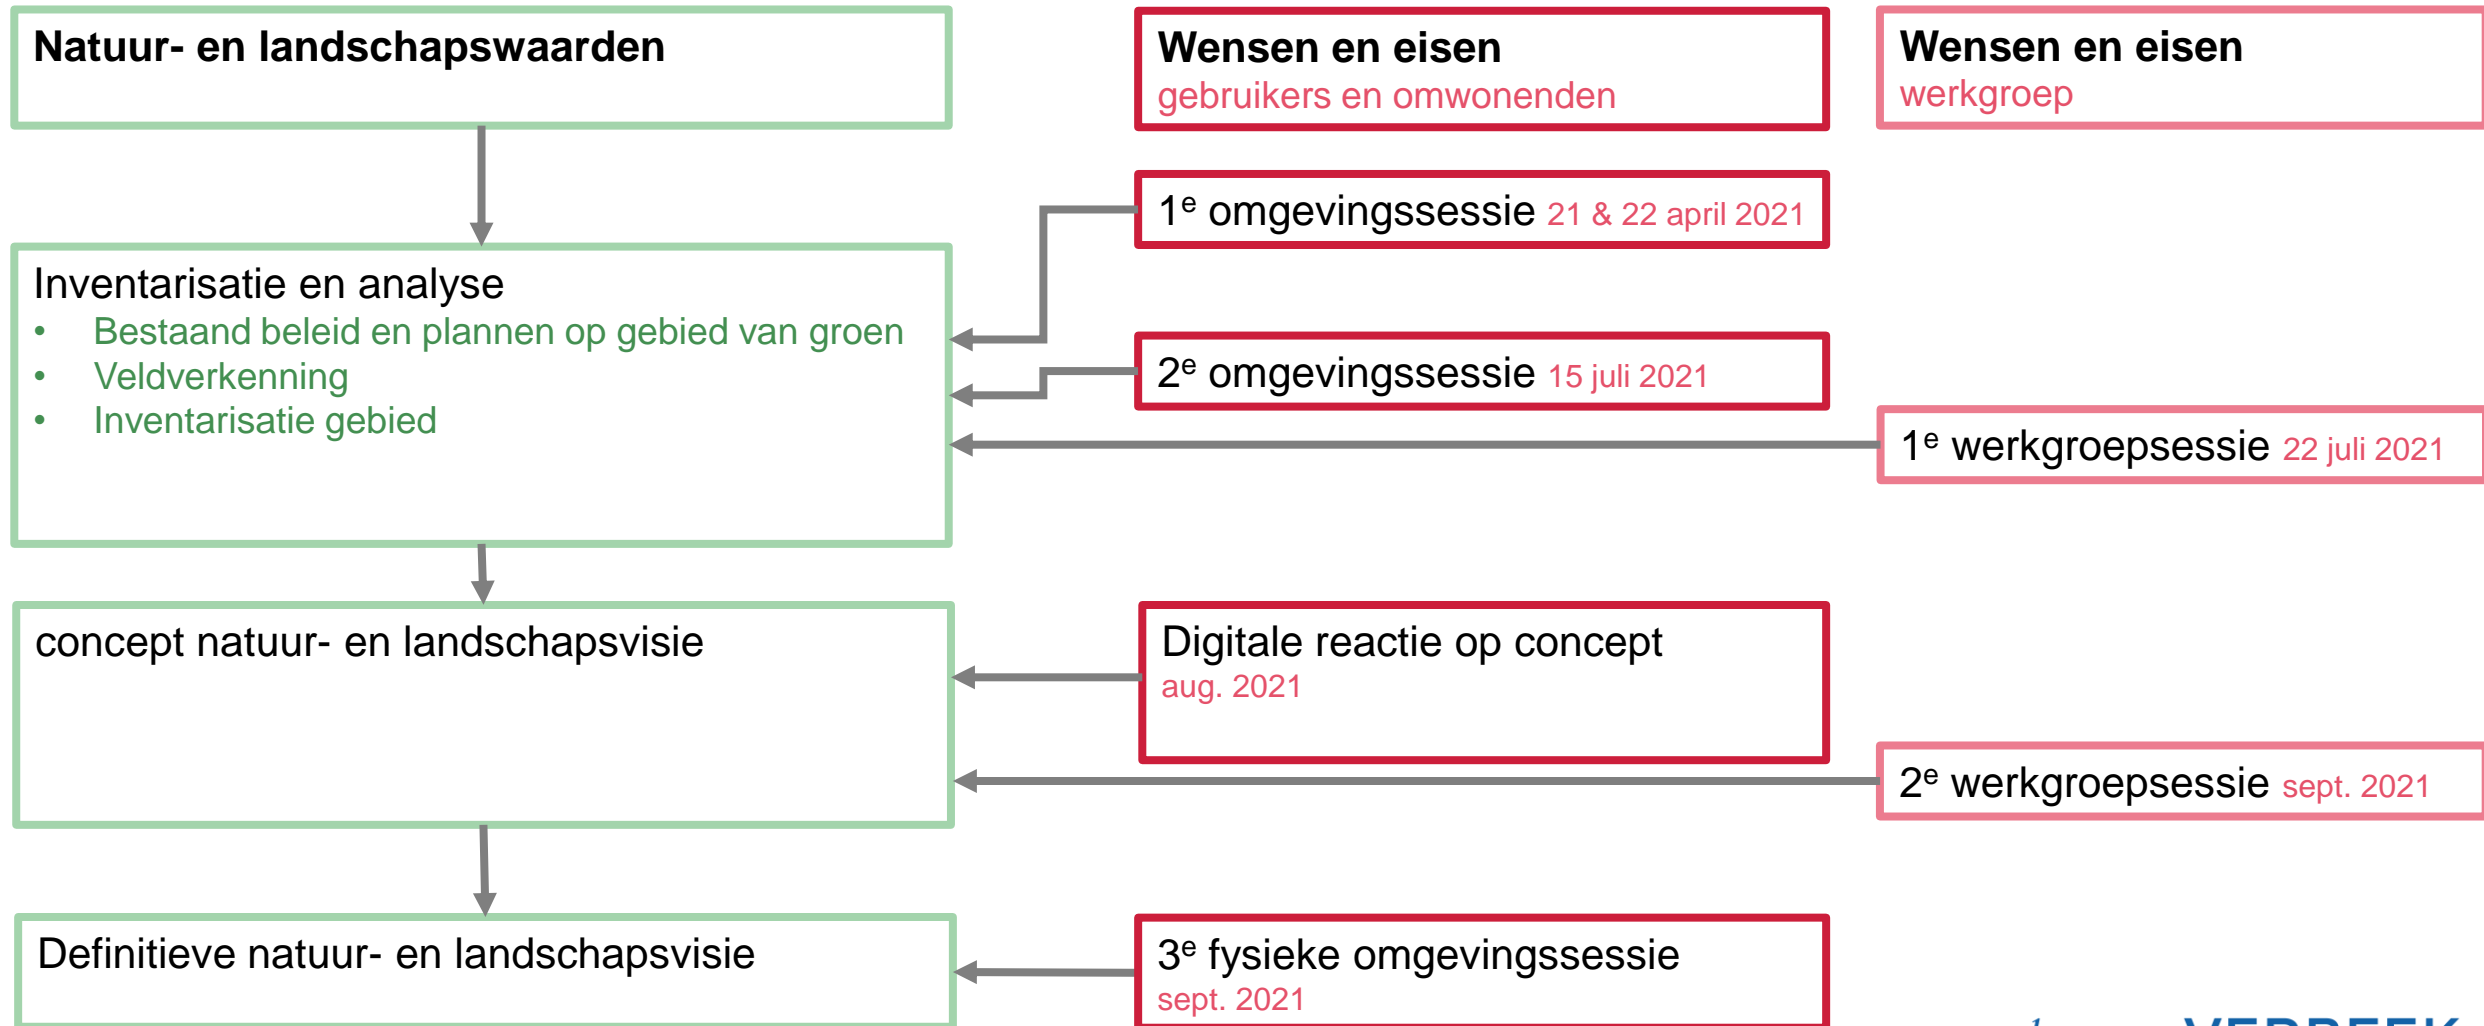 Natuur- en landschapswaarden
Wensen en eisen
gebruikers en omwonenden
Wensen en eisen
werkgroep
1e omgevingssessie 21 & 22 april 2021
Inventarisatie en analyse
• Bestaand beleid en plannen op gebied van groen
• Veldverkenning
• Inventarisatie gebied
2e omgevingssessie 15 juli 2021
1e werkgroepsessie 22 juli 2021
concept natuur- en landschapsvisie
Digitale reactie op concept
aug. 2021
2e werkgroepsessie sept. 2021
Definitieve natuur- en landschapsvisie
3e fysieke omgevingssessie
sept. 2021